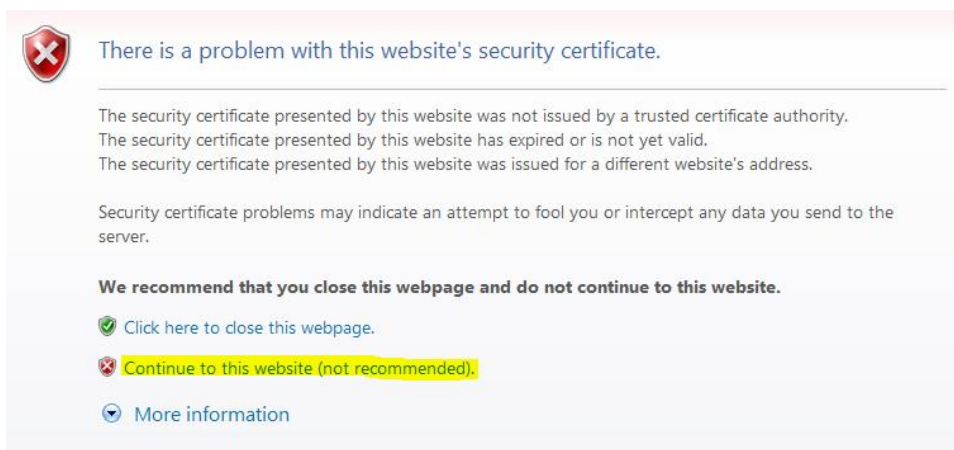 There is a problem with this website's security certificate.
The security certificate presented by this website was not issued by a trusted certificate authority.
The security certificate presented by this website has expired or is not yet valid.
The security certificate presented by this website was issued for a different website's address.
Security certificate problems may indicate an attempt to fool you or intercept any data you send to the
server.
We recommend that you close this webpage and do not continue to this website.
Click here to close this webpage.
Continue to this website (not recommended).
More information